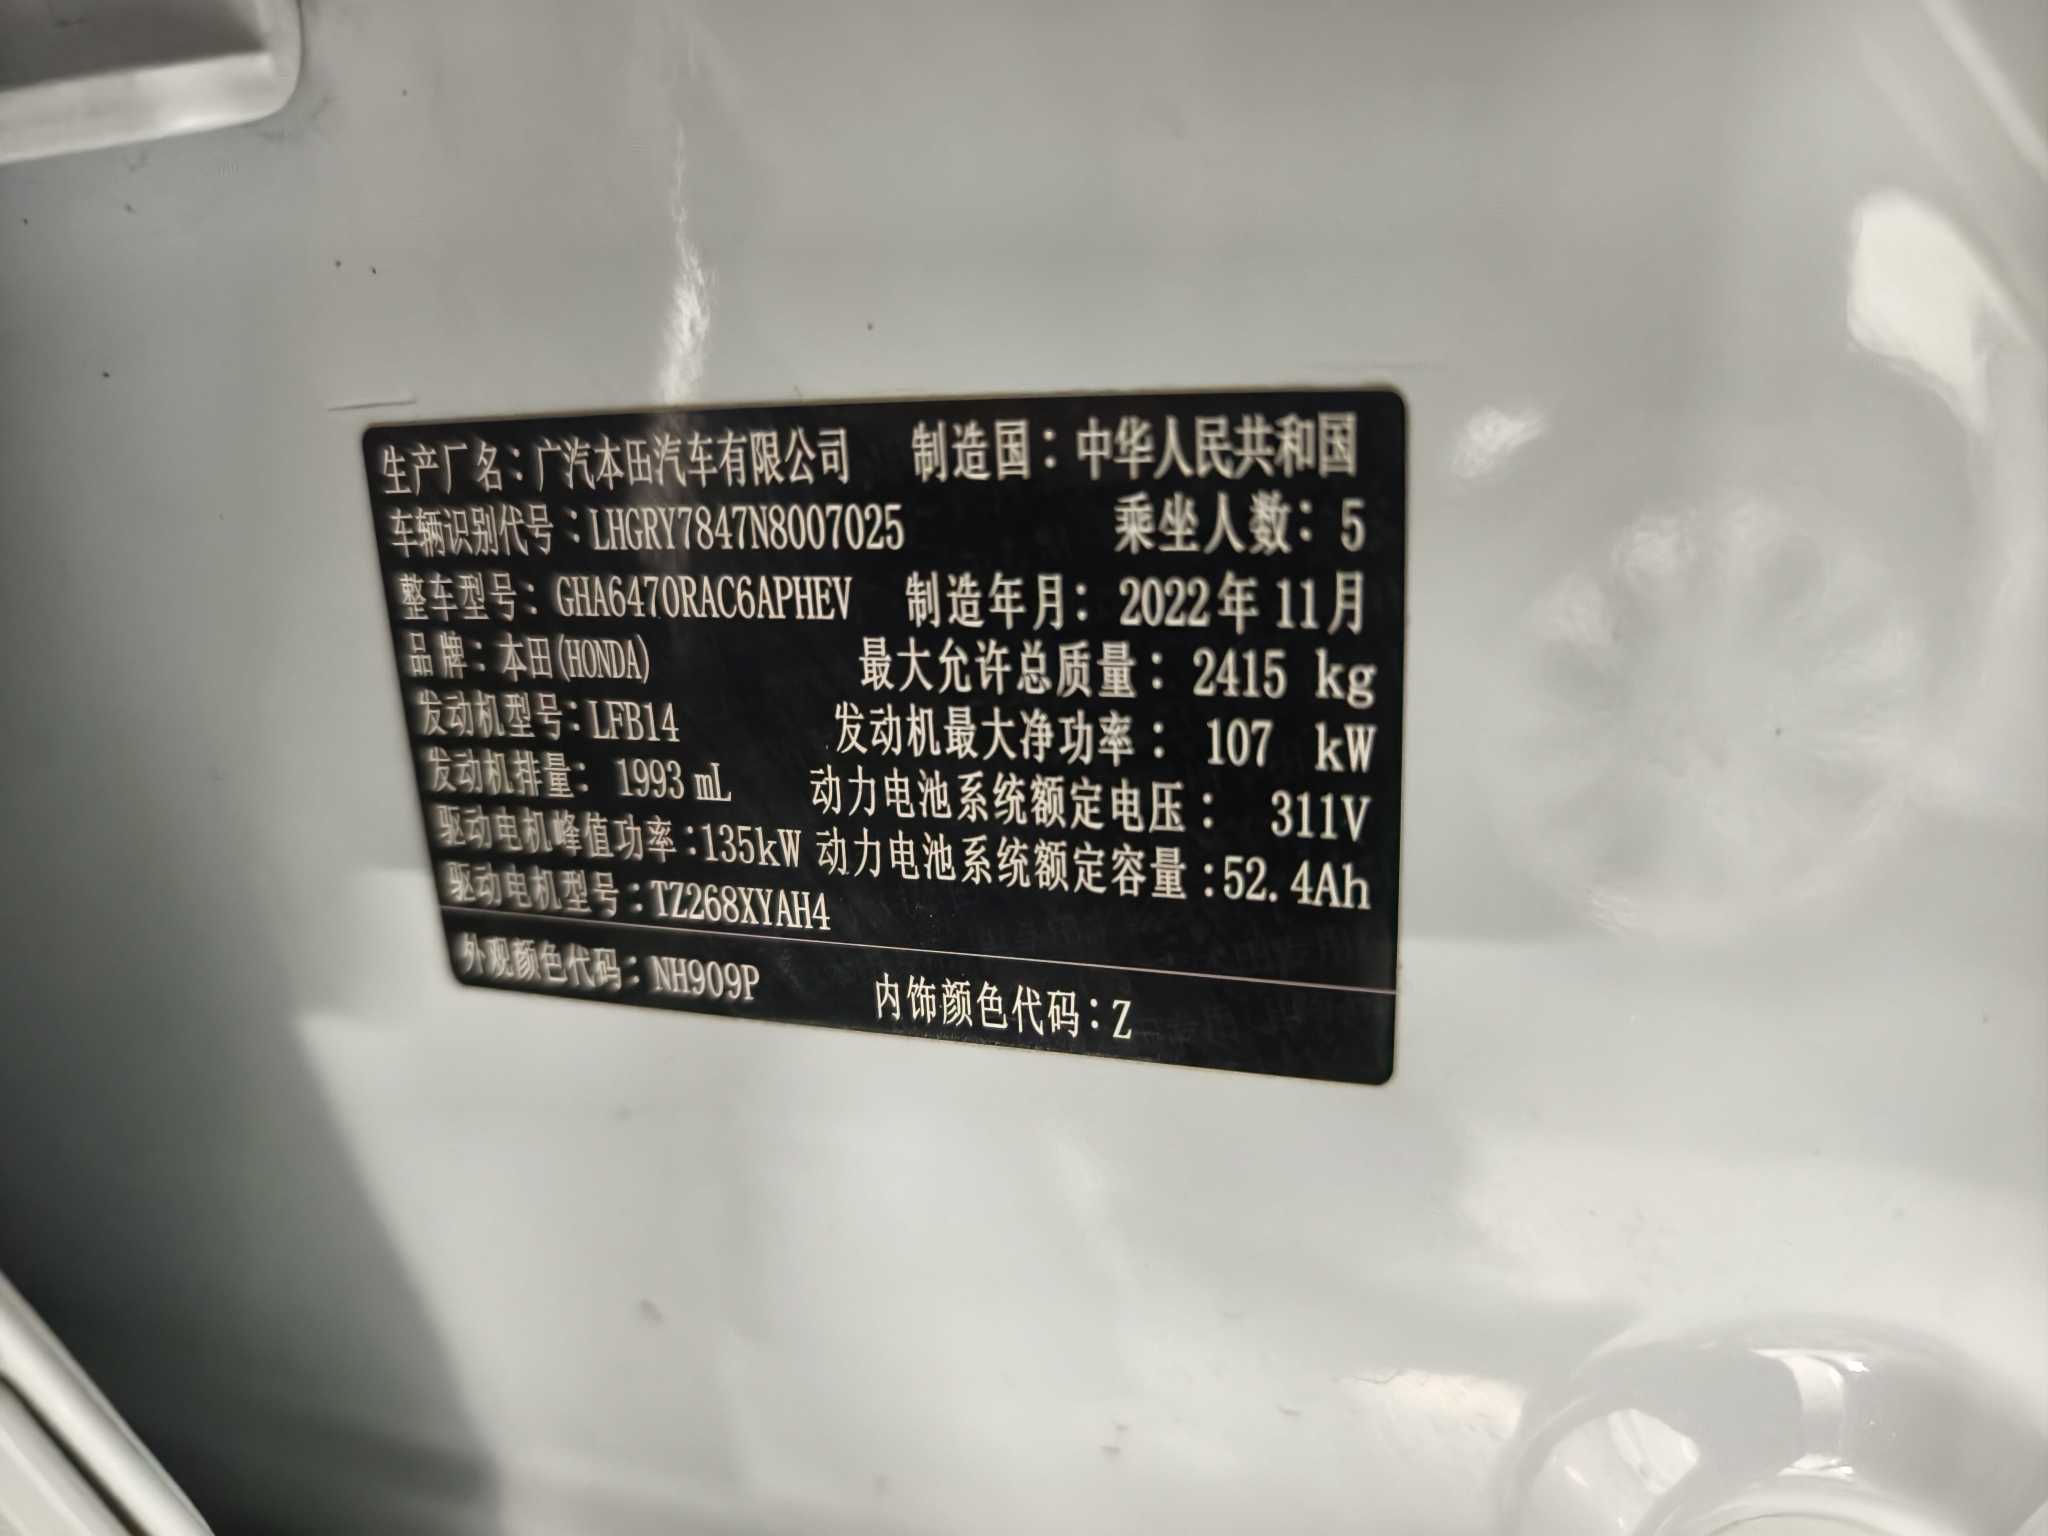 生产厂名：广汽本田汽车有限公司 制造国：中华人民共和国
车辆识别代号：LHGRY7847N8007025 乘坐人数：5
整车型号：GHA6470RAC6APHEV 制造年月：2022年11月
品牌：本田(HONDA) 最大允许总质量：2415 kg
发动机型号：LFB14 发动机最大净功率：107 kW
发动机排量：1993 mL 动力电池系统额定电压：311V
驱动电机峰值功率：135kW 动力电池系统额定容量：52.4Ah
驱动电机型号：TZ268XYAH4
外观颜色代码：NH909P 内饰颜色代码：Z